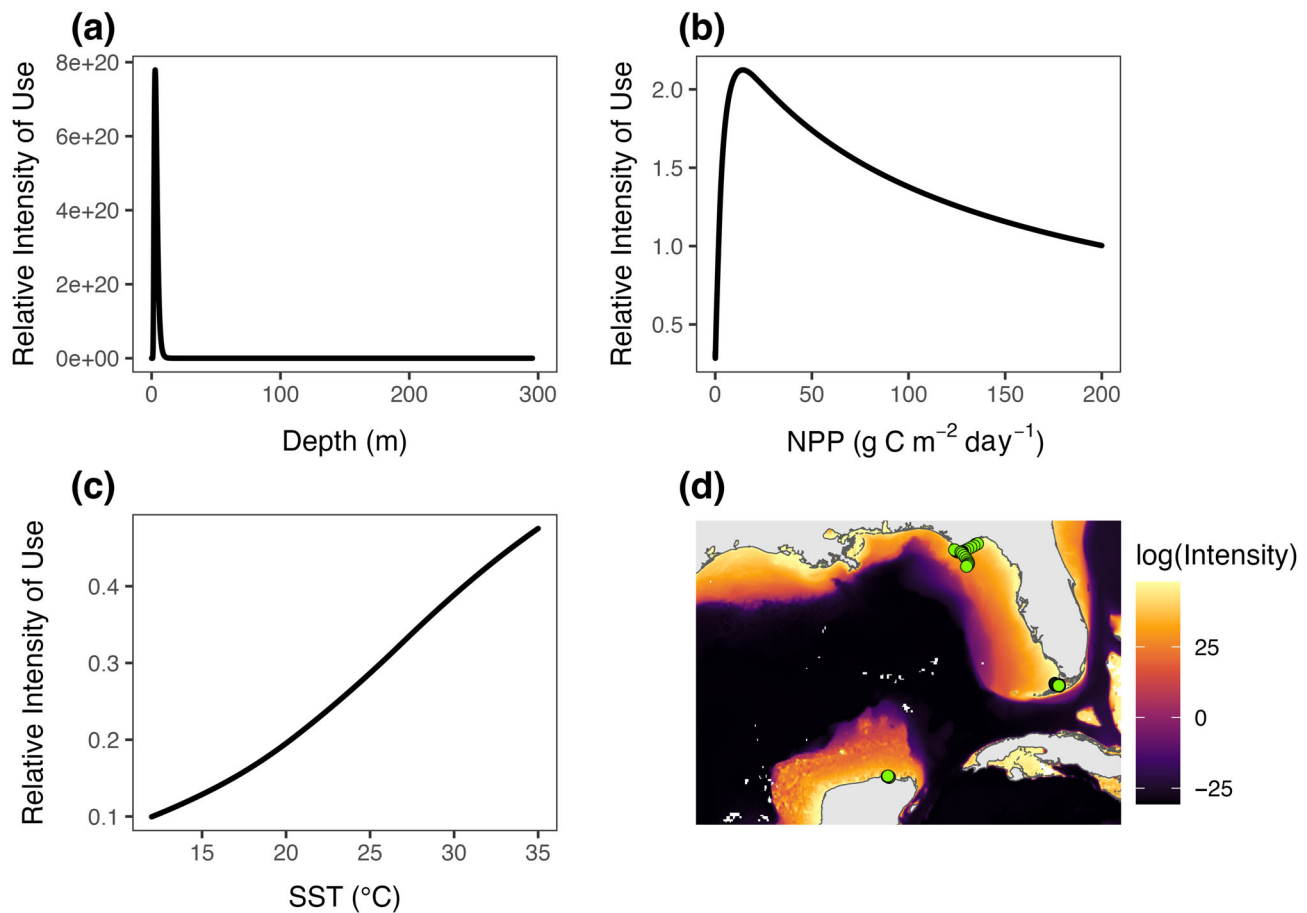 (a)
Relative Intensity of Use
8e+20
6e+20
4e+20
2e+20
0e+00
0 100 200 300
Depth (m)
(b)
Relative Intensity of Use
2.0
1.5
1.0
0.5
0 50 100 150 200
NPP (g C m⁻² day⁻¹)
(c)
Relative Intensity of Use
0.4
0.3
0.2
0.1
15 20 25 30 35
SST (°C)
(d)
log(Intensity)
25
0
−25